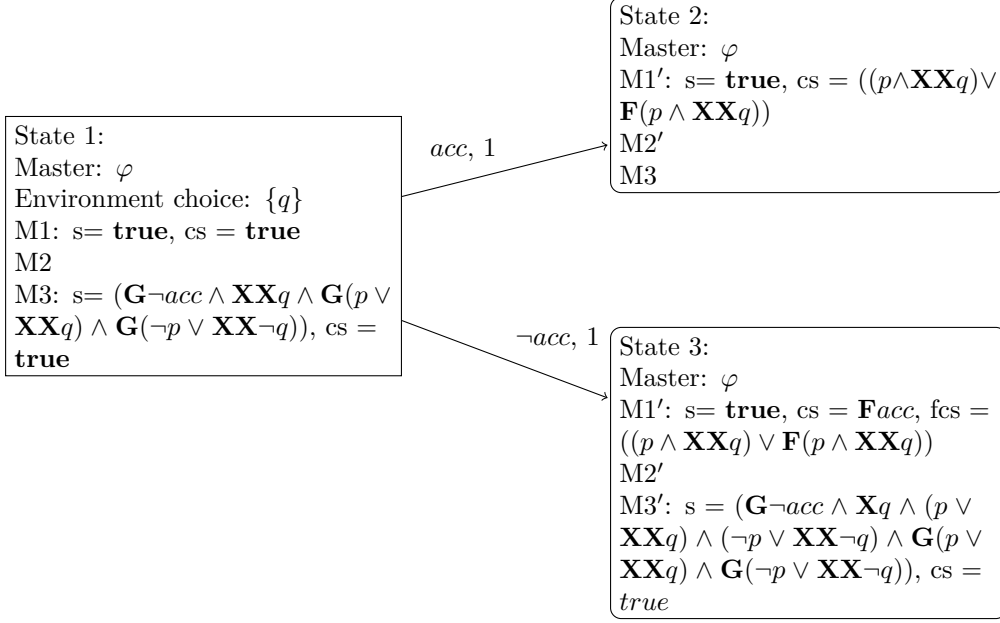 State 1:
Master: φ
Environment choice: {q}
M1: s= true, cs = true
M2
M3: s= (G¬acc ∧ XXq ∧ G(p ∨
XXq) ∧ G(¬p ∨ XX¬q)), cs =
true
acc, 1
¬acc, 1
State 2:
Master: φ
M1′: s= true, cs = ((p∧XXq)∨
F(p ∧ XXq))
M2′
M3
State 3:
Master: φ
M1′: s= true, cs = Facc, fcs =
((p ∧ XXq) ∨ F(p ∧ XXq))
M2′
M3′: s = (G¬acc ∧ Xq ∧ (p ∨
XXq) ∧ (¬p ∨ XX¬q) ∧ G(p ∨
XXq) ∧ G(¬p ∨ XX¬q)), cs =
true